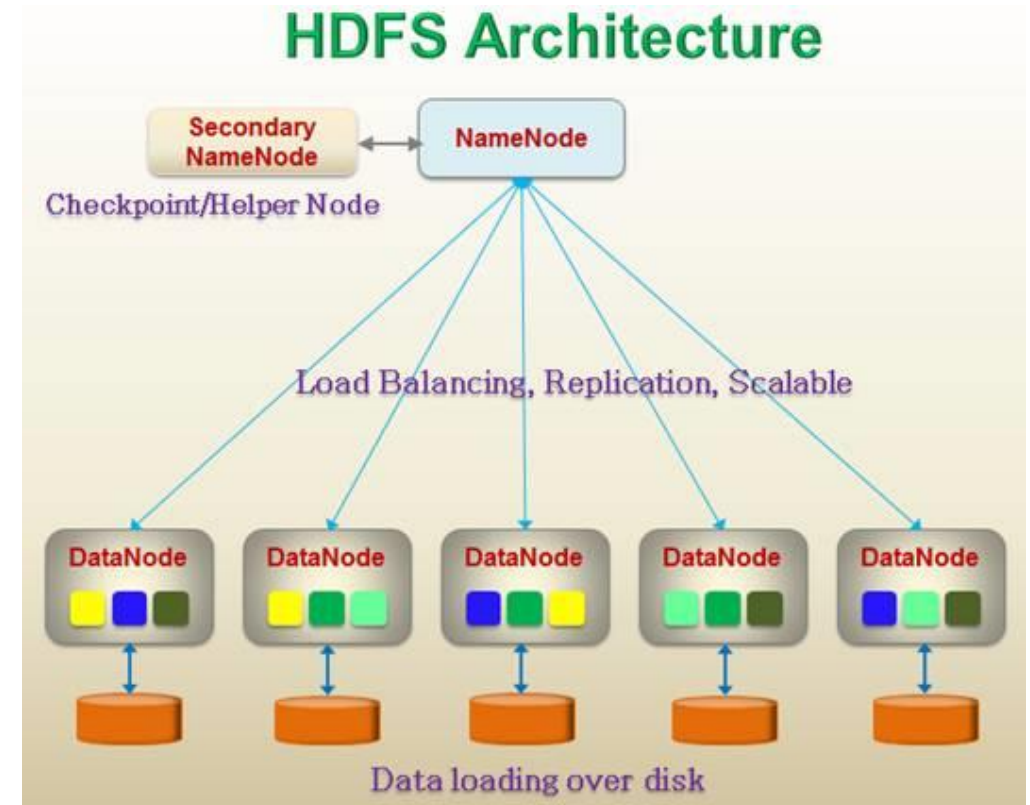 HDFS Architecture
Secondary
NameNode
NameNode
Checkpoint/Helper Node
Load Balancing, Replication, Scalable
DataNode
DataNode
DataNode
DataNode
DataNode
Data loading over disk